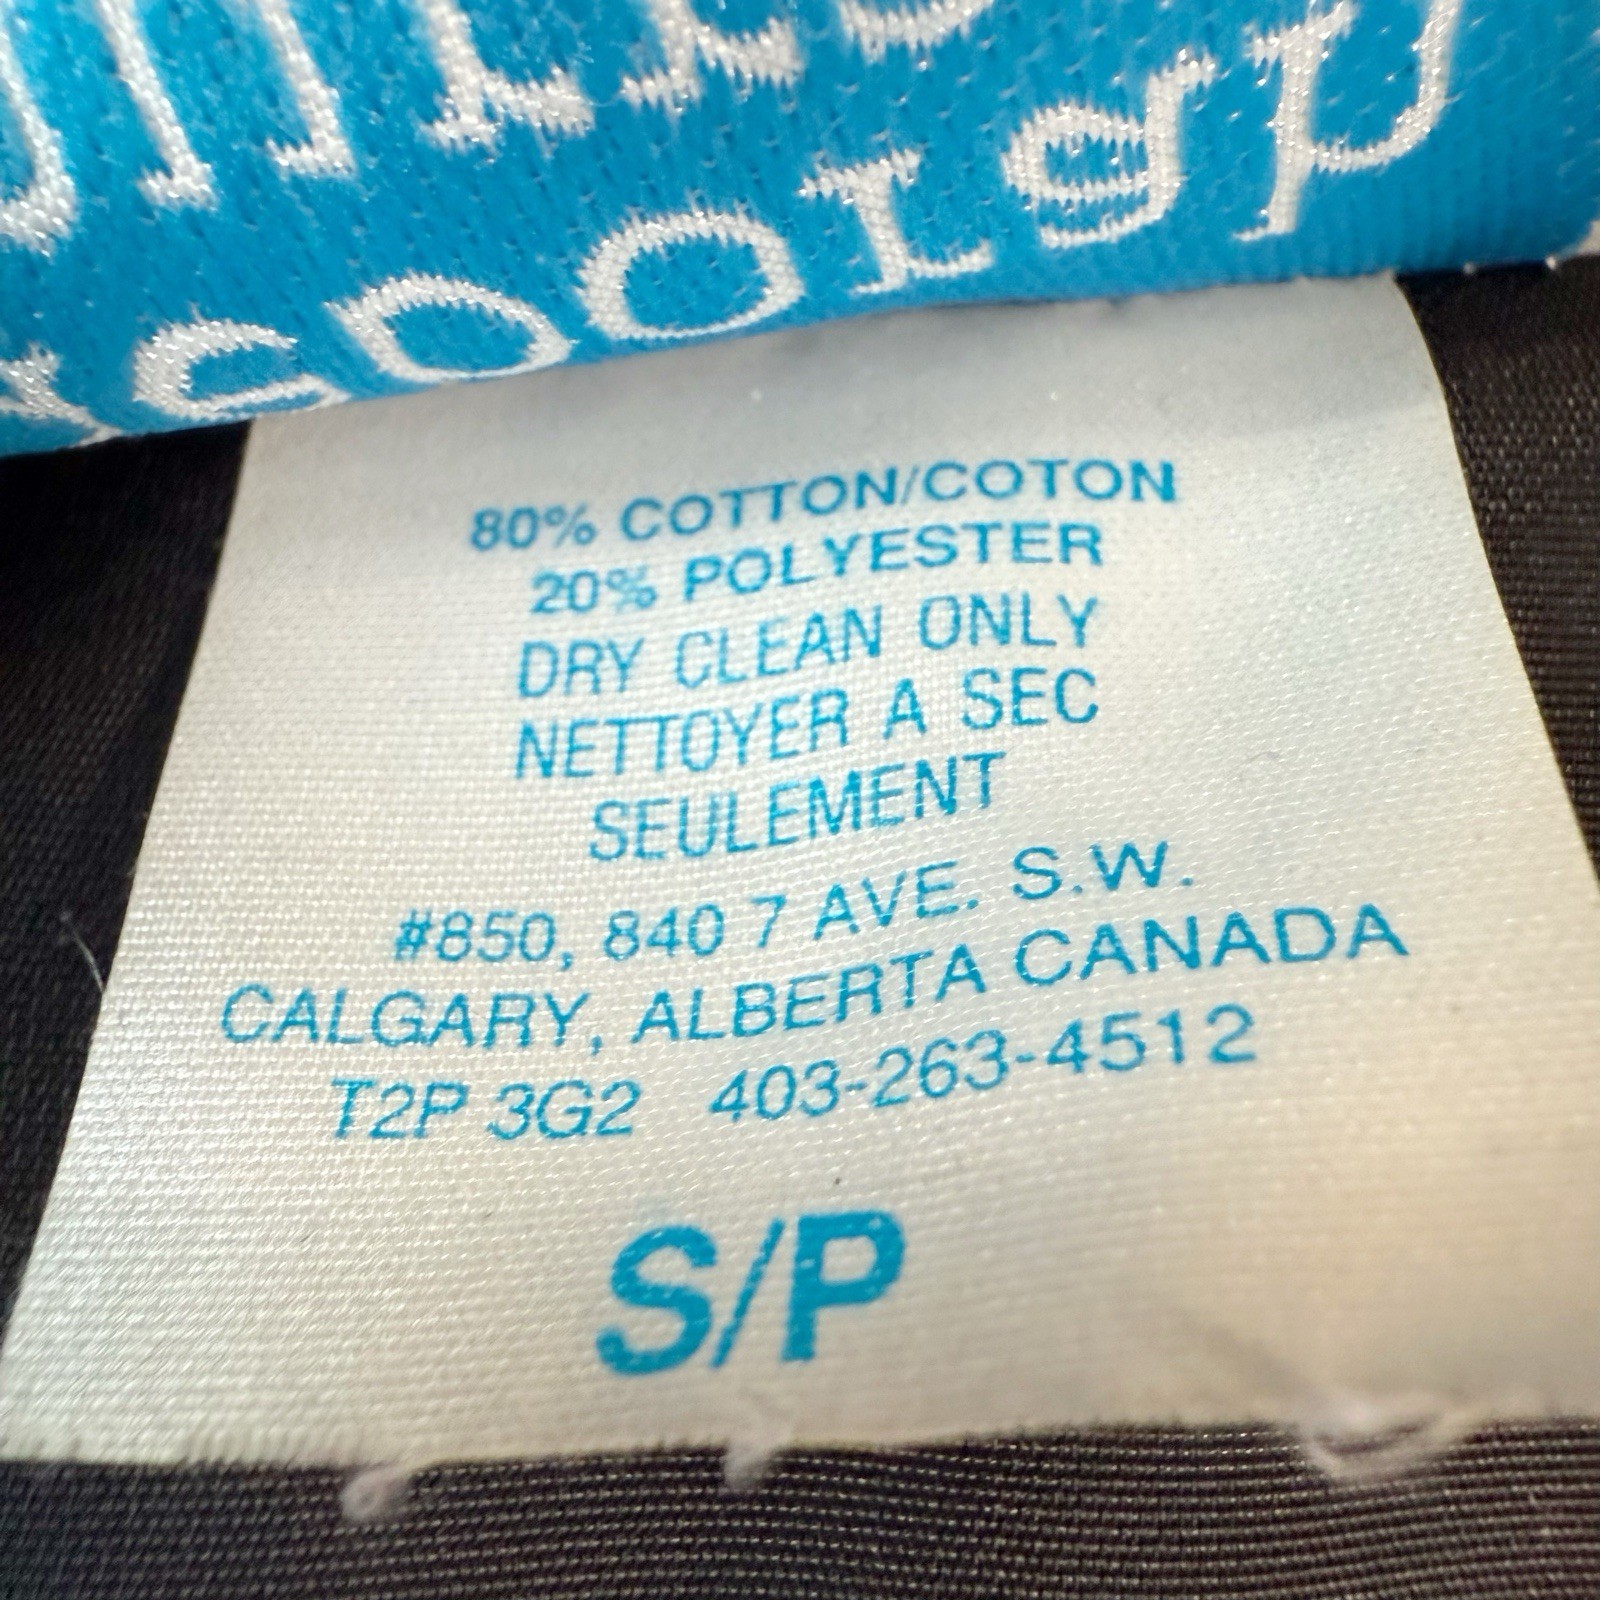 80% COTTON/COTON
20% POLYESTER
DRY CLEAN ONLY
NETTOYER A SEC
SEULEMENT
#850, 840 7 AVE. S.W.
CALGARY, ALBERTA CANADA
T2P 3G2 403-263-4512
S/P